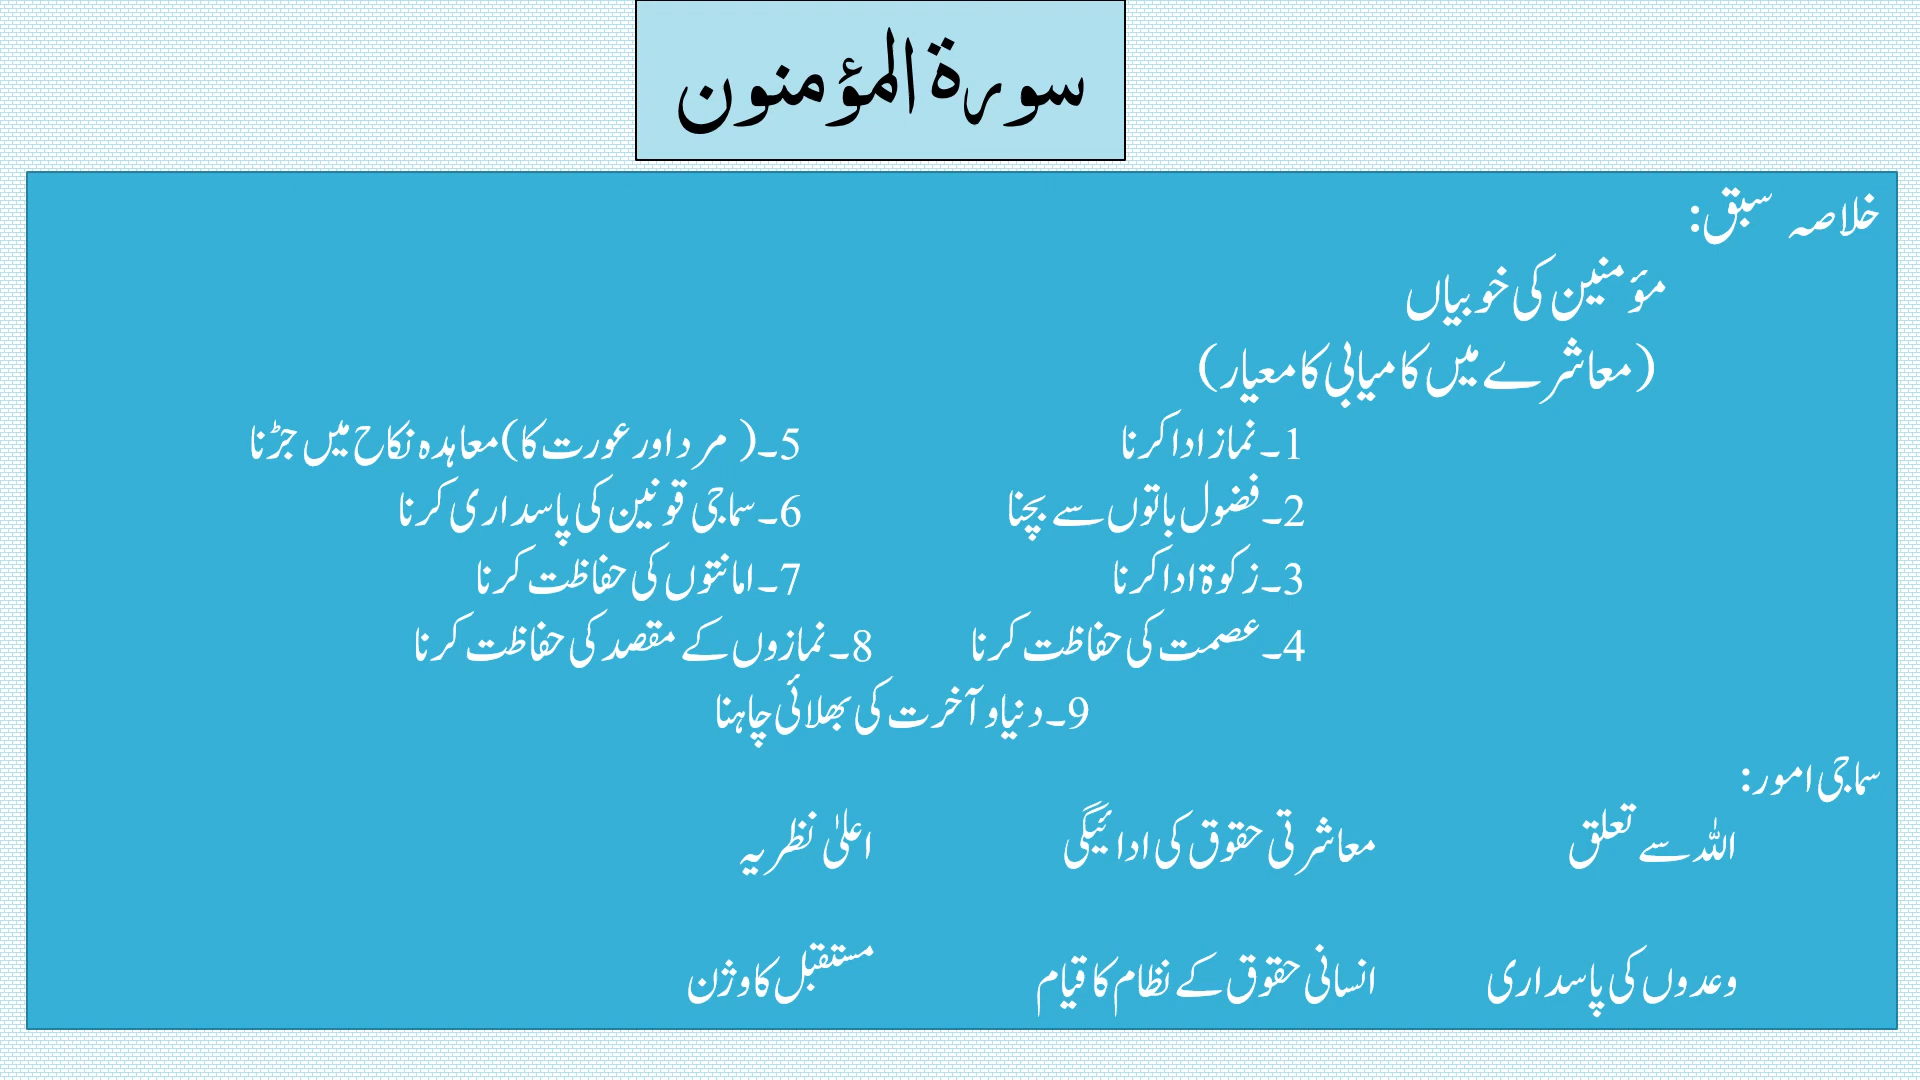 سورۃ المؤمنون
خلاصہ سبق:
مؤمنین کی خوبیاں
(معاشرے میں کامیابی کا معیار)
1۔نماز ادا کرنا 5۔( مرد اور عورت کا)معاہدہ نکاح میں جڑنا
2۔فضول باتوں سے بچنا 6۔سماجی قونین کی پاسداری کرنا
3۔زکوۃ ادا کرنا 7۔امانتوں کی حفاظت کرنا
4۔عصمت کی حفاظت کرنا 8۔نمازوں کے مقصد کی حفاظت کرنا
9۔دنیا و آخرت کی بھلائی چاہنا
سماجی امور:
اللہ سے تعلق معاشرتی حقوق کی ادائیگی اعلیٰ نظریہ
وعدوں کی پاسداری انسانی حقوق کے نظام کا قیام مستقبل کا وژن